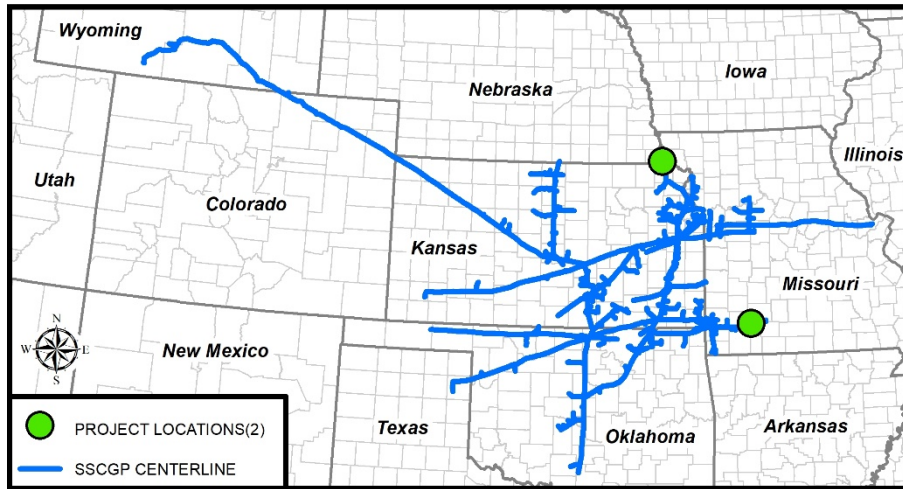 Wyoming
Nebraska
Iowa
Illinois
Utah
Colorado
Kansas
Missouri
N
W E
S
New Mexico
Texas
Oklahoma
Arkansas
PROJECT LOCATIONS(2)
SSCGP CENTERLINE